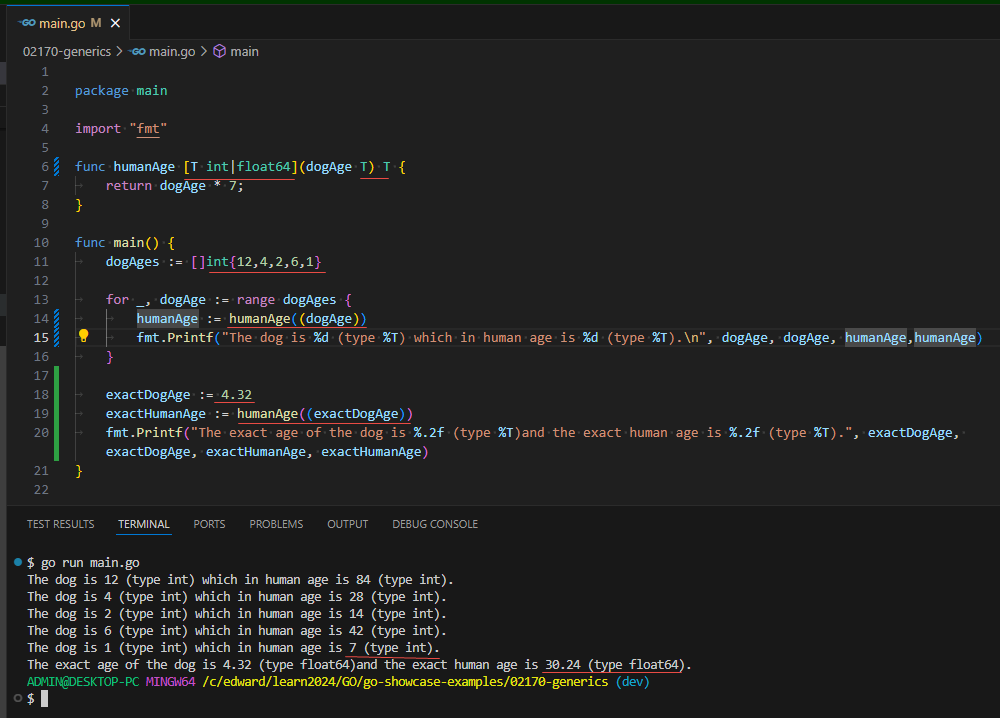 GO main.go M ×
02170-generics > GO main.go > main
1
2 package main
3
4 import "fmt"
5
6 func humanAge [T int|float64](dogAge T) T {
7 return dogAge * 7;
8 }
9
10 func main() {
11 dogAges := []int{12,4,2,6,1}
12
13 for _, dogAge := range dogAges {
14 humanAge := humanAge((dogAge))
15 fmt.Printf("The dog is %d (type %T) which in human age is %d (type %T).\n", dogAge, dogAge, humanAge,humanAge)
16 }
17
18 exactDogAge := 4.32
19 exactHumanAge := humanAge((exactDogAge))
20 fmt.Printf("The exact age of the dog is %.2f (type %T)and the exact human age is %.2f (type %T).", exactDogAge,
exactDogAge, exactHumanAge, exactHumanAge)
21 }
22
TEST RESULTS TERMINAL PORTS PROBLEMS OUTPUT DEBUG CONSOLE
$ go run main.go
The dog is 12 (type int) which in human age is 84 (type int).
The dog is 4 (type int) which in human age is 28 (type int).
The dog is 2 (type int) which in human age is 14 (type int).
The dog is 6 (type int) which in human age is 42 (type int).
The dog is 1 (type int) which in human age is 7 (type int).
The exact age of the dog is 4.32 (type float64)and the exact human age is 30.24 (type float64).
ADMIN@DESKTOP-PC MINGW64 /c/edward/learn2024/GO/go-showcase-examples/02170-generics (dev)
$